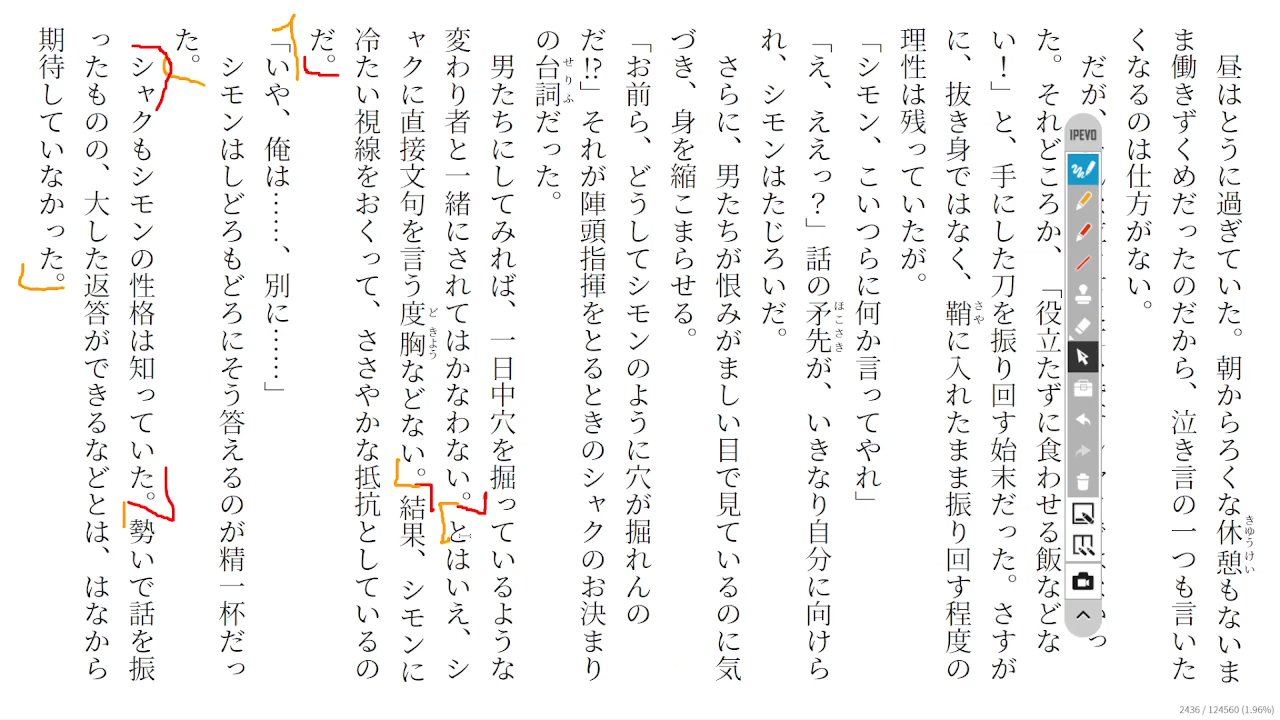 昼はとうに過ぎていた。朝からろくな休憩もないま
ま働きずくめだったのだから、泣き言の一つも言いた
くなるのは仕方がない。
だが、
た。それどころか、「役立たずに食わせる飯などな
い！」と、手にした刀を振り回す始末だった。さすが
に、抜き身ではなく、鞘に入れたまま振り回す程度の
理性は残っていたが。
「シモン、こいつらに何か言ってやれ」
「え、ええっ？」話の矛先が、いきなり自分に向けら
れ、シモンはたじろいだ。
さらに、男たちが恨みがましい目で見ているのに気
づき、身を縮こまらせる。
「お前ら、どうしてシモンのように穴が掘れんの
だ!?」それが陣頭指揮をとるときのシャクのお決まり
の台詞だった。
男たちにしてみれば、一日中穴を掘っているような
変わり者と一緒にされてはかなわない。とはいえ、シ
ャクに直接文句を言う度胸などない。結果、シモンに
冷たい視線をおくって、ささやかな抵抗としているの
だ。
「いや、俺は……、別に……」
シモンはしどろもどろにそう答えるのが精一杯だっ
た。
シャクもシモンの性格は知っていた。勢いで話を振
ったものの、大した返答ができるなどとは、はなから
期待していなかった。
IPEVO
2436 / 124560 (1.96%)